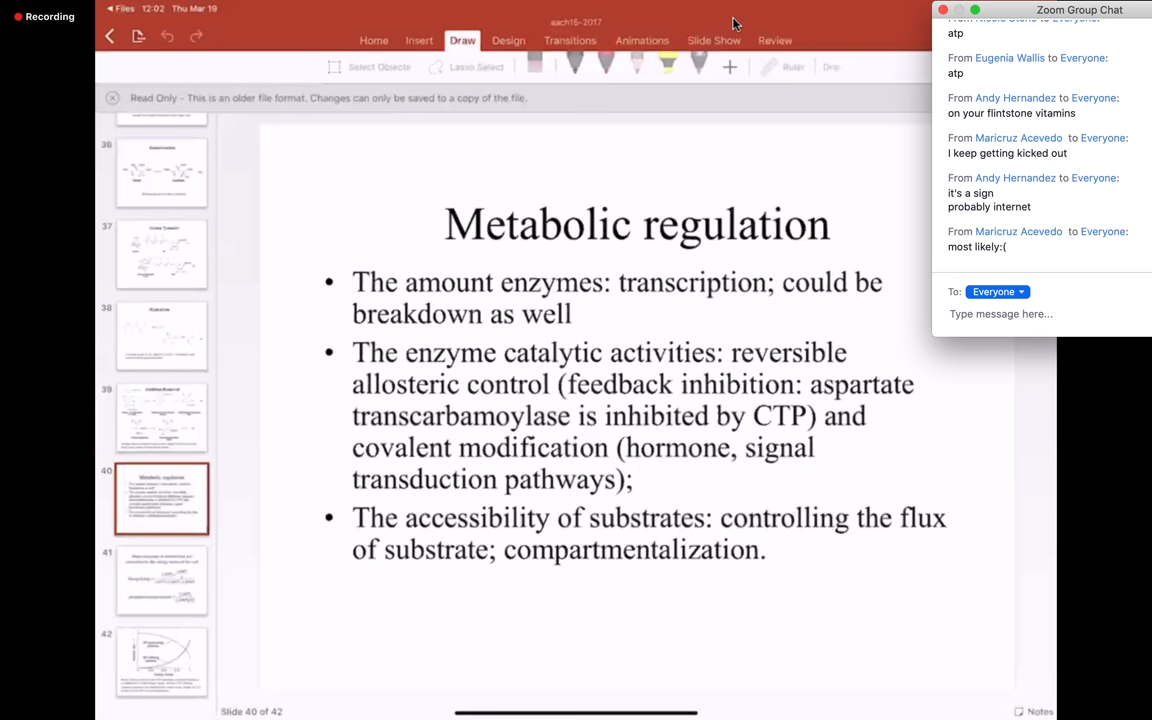 Recording
Files 12:02 Thu Mar 19
aach15-2017
Home Insert Draw Design Transitions Animations Slide Show Review
Select Objects Lasso Select Ruler
Read Only - This is an older file format. Changes can only be saved to a copy of the file.
36
37
38
39
40
41
42
Metabolic regulation
• The amount enzymes: transcription; could be
breakdown as well
• The enzyme catalytic activities: reversible
allosteric control (feedback inhibition: aspartate
transcarbamoylase is inhibited by CTP) and
covalent modification (hormone, signal
transduction pathways);
• The accessibility of substrates: controlling the flux
of substrate; compartmentalization.
Slide 40 of 42
Notes
Zoom Group Chat
atp
From Eugenia Wallis to Everyone:
atp
From Andy Hernandez to Everyone:
on your flintstone vitamins
From Maricruz Acevedo to Everyone:
I keep getting kicked out
From Andy Hernandez to Everyone:
it's a sign
probably internet
From Maricruz Acevedo to Everyone:
most likely:(
To: Everyone
Type message here...